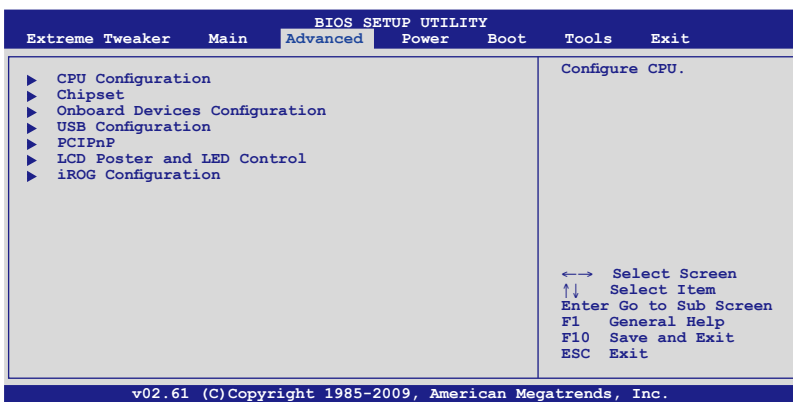 BIOS SETUP UTILITY
Extreme Tweaker Main Advanced Power Boot Tools Exit
CPU Configuration
Chipset
Onboard Devices Configuration
USB Configuration
PCIPnP
LCD Poster and LED Control
iROG Configuration
Configure CPU.
←→ Select Screen
↑↓ Select Item
Enter Go to Sub Screen
F1 General Help
F10 Save and Exit
ESC Exit
v02.61 (C)Copyright 1985-2009, American Megatrends, Inc.